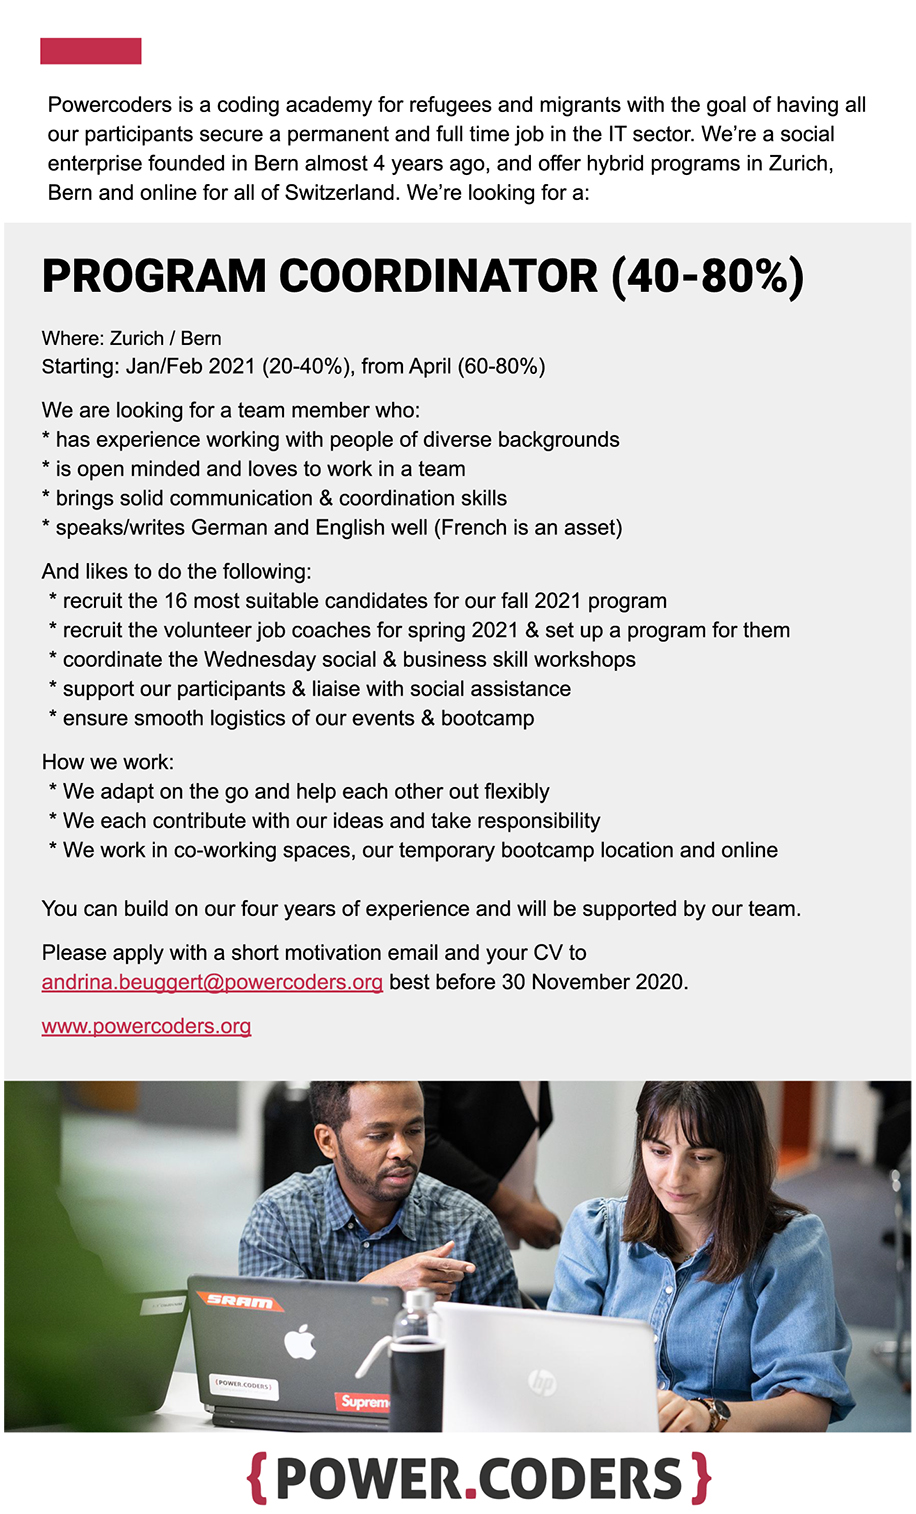 Powercoders is a coding academy for refugees and migrants with the goal of having all
our participants secure a permanent and full time job in the IT sector. We’re a social
enterprise founded in Bern almost 4 years ago, and offer hybrid programs in Zurich,
Bern and online for all of Switzerland. We’re looking for a:
PROGRAM COORDINATOR (40-80%)
Where: Zurich / Bern
Starting: Jan/Feb 2021 (20-40%), from April (60-80%)
We are looking for a team member who:
* has experience working with people of diverse backgrounds
* is open minded and loves to work in a team
* brings solid communication & coordination skills
* speaks/writes German and English well (French is an asset)
And likes to do the following:
* recruit the 16 most suitable candidates for our fall 2021 program
* recruit the volunteer job coaches for spring 2021 & set up a program for them
* coordinate the Wednesday social & business skill workshops
* support our participants & liaise with social assistance
* ensure smooth logistics of our events & bootcamp
How we work:
* We adapt on the go and help each other out flexibly
* We each contribute with our ideas and take responsibility
* We work in co-working spaces, our temporary bootcamp location and online
You can build on our four years of experience and will be supported by our team.
Please apply with a short motivation email and your CV to
andrina.beuggert@powercoders.org best before 30 November 2020.
www.powercoders.org
SRAM
{POWER.CODERS}
Suprem
hp
{POWER.CODERS}